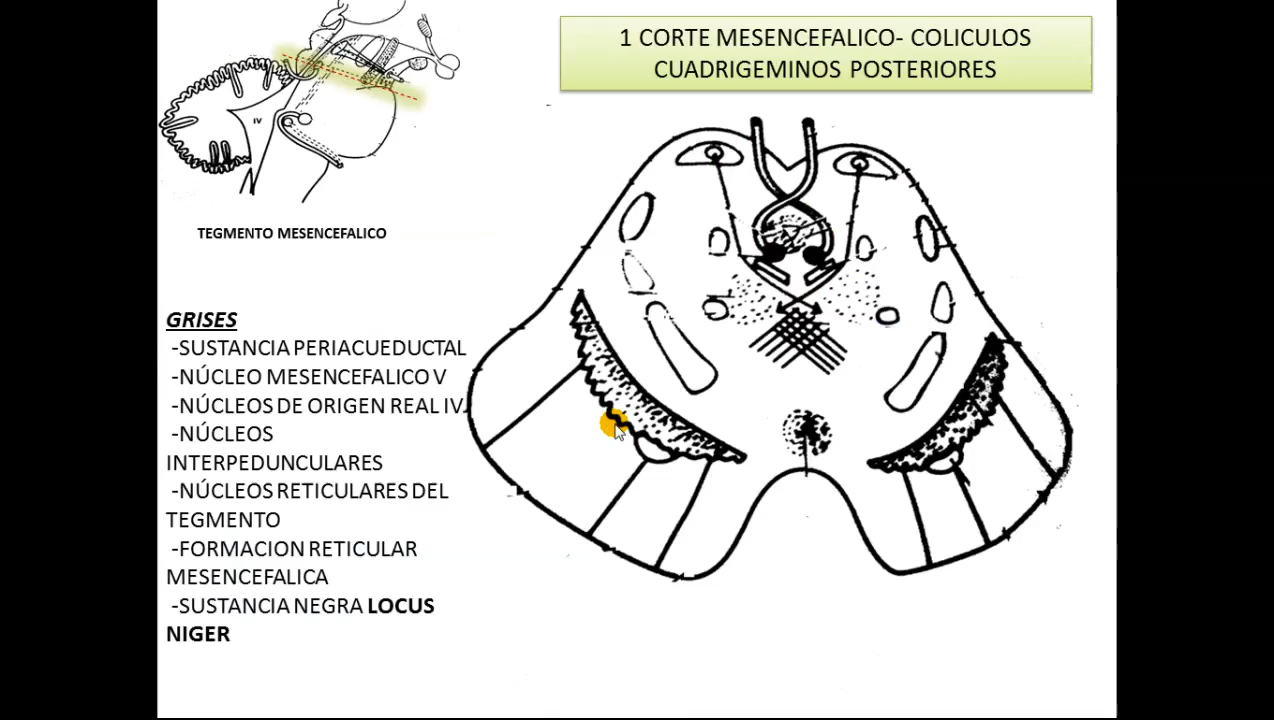 1 CORTE MESENCEFALICO- COLICULOS
CUADRIGEMINOS POSTERIORES
IV
TEGMENTO MESENCEFALICO
GRISES
-SUSTANCIA PERIACUEDUCTAL
-NÚCLEO MESENCEFALICO V
-NÚCLEOS DE ORIGEN REAL IV
-NÚCLEOS
INTERPEDUNCULARES
-NÚCLEOS RETICULARES DEL
TEGMENTO
-FORMACION RETICULAR
MESENCEFALICA
-SUSTANCIA NEGRA LOCUS
NIGER